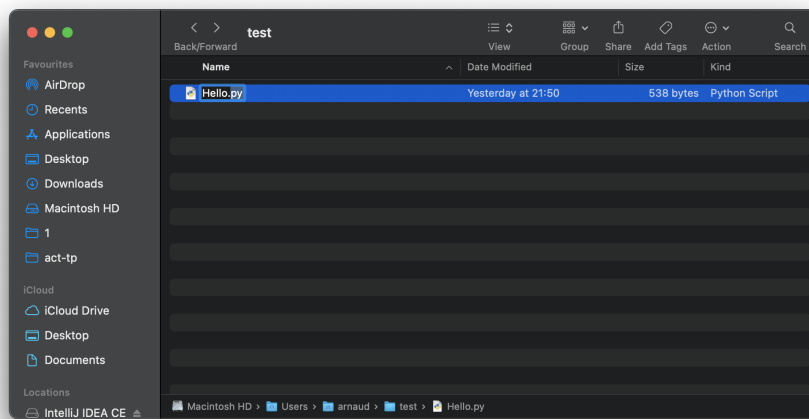 test
Back/Forward View Group Share Add Tags Action Search
Favourites
AirDrop
Recents
Applications
Desktop
Downloads
Macintosh HD
1
act-tp
iCloud
iCloud Drive
Desktop
Documents
Locations
IntelliJ IDEA CE
Name Date Modified Size Kind
Hello.py Yesterday at 21:50 538 bytes Python Script
Macintosh HD › Users › arnaud › test › Hello.py